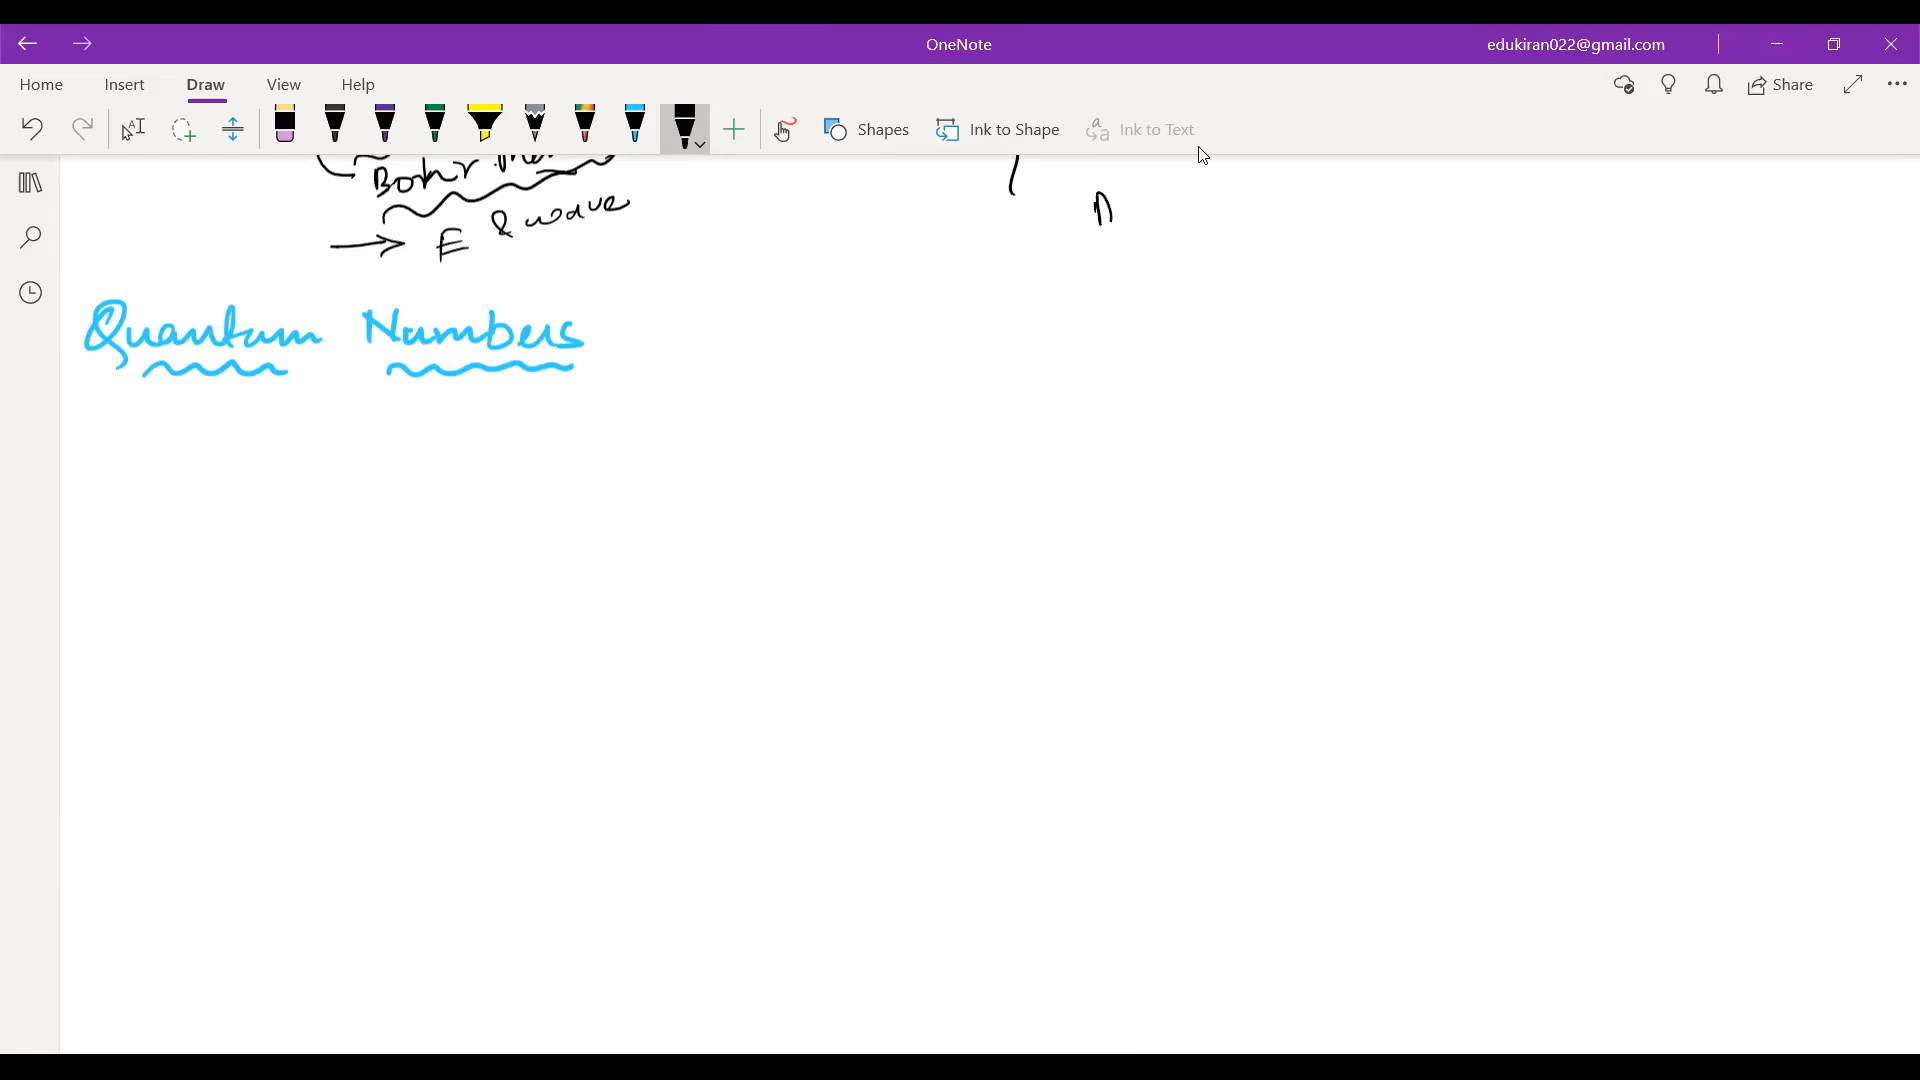 OneNote
edukiran022@gmail.com
Home Insert Draw View Help
Share
Shapes
Ink to Shape
Ink to Text
Bohr
n
→ E & wave
Quantum Numbers